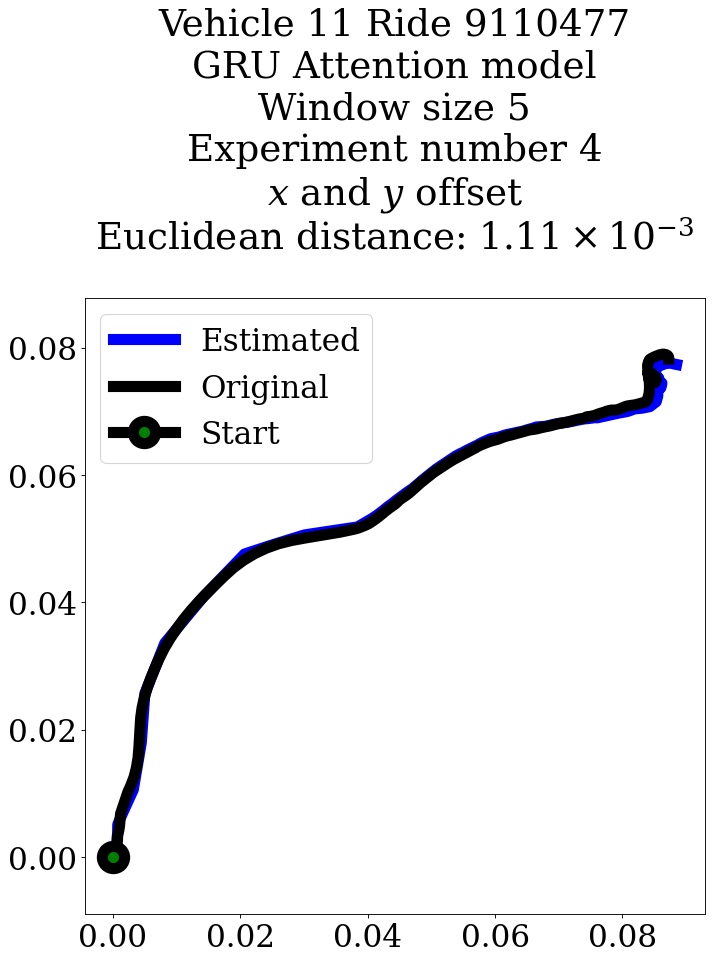 Vehicle 11 Ride 9110477
GRU Attention model
Window size 5
Experiment number 4
x and y offset
Euclidean distance: 1.11 × 10⁻³
Estimated
Original
Start
0.08
0.06
0.04
0.02
0.00
0.00 0.02 0.04 0.06 0.08